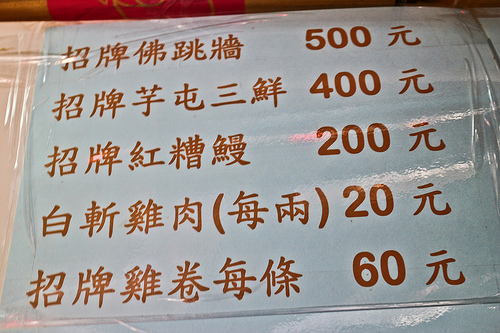 招牌佛跳牆 500 元
招牌芋屯三鮮 400 元
招牌紅糟鰻 200 元
白斬雞肉(每兩) 20 元
招牌雞卷每條 60 元